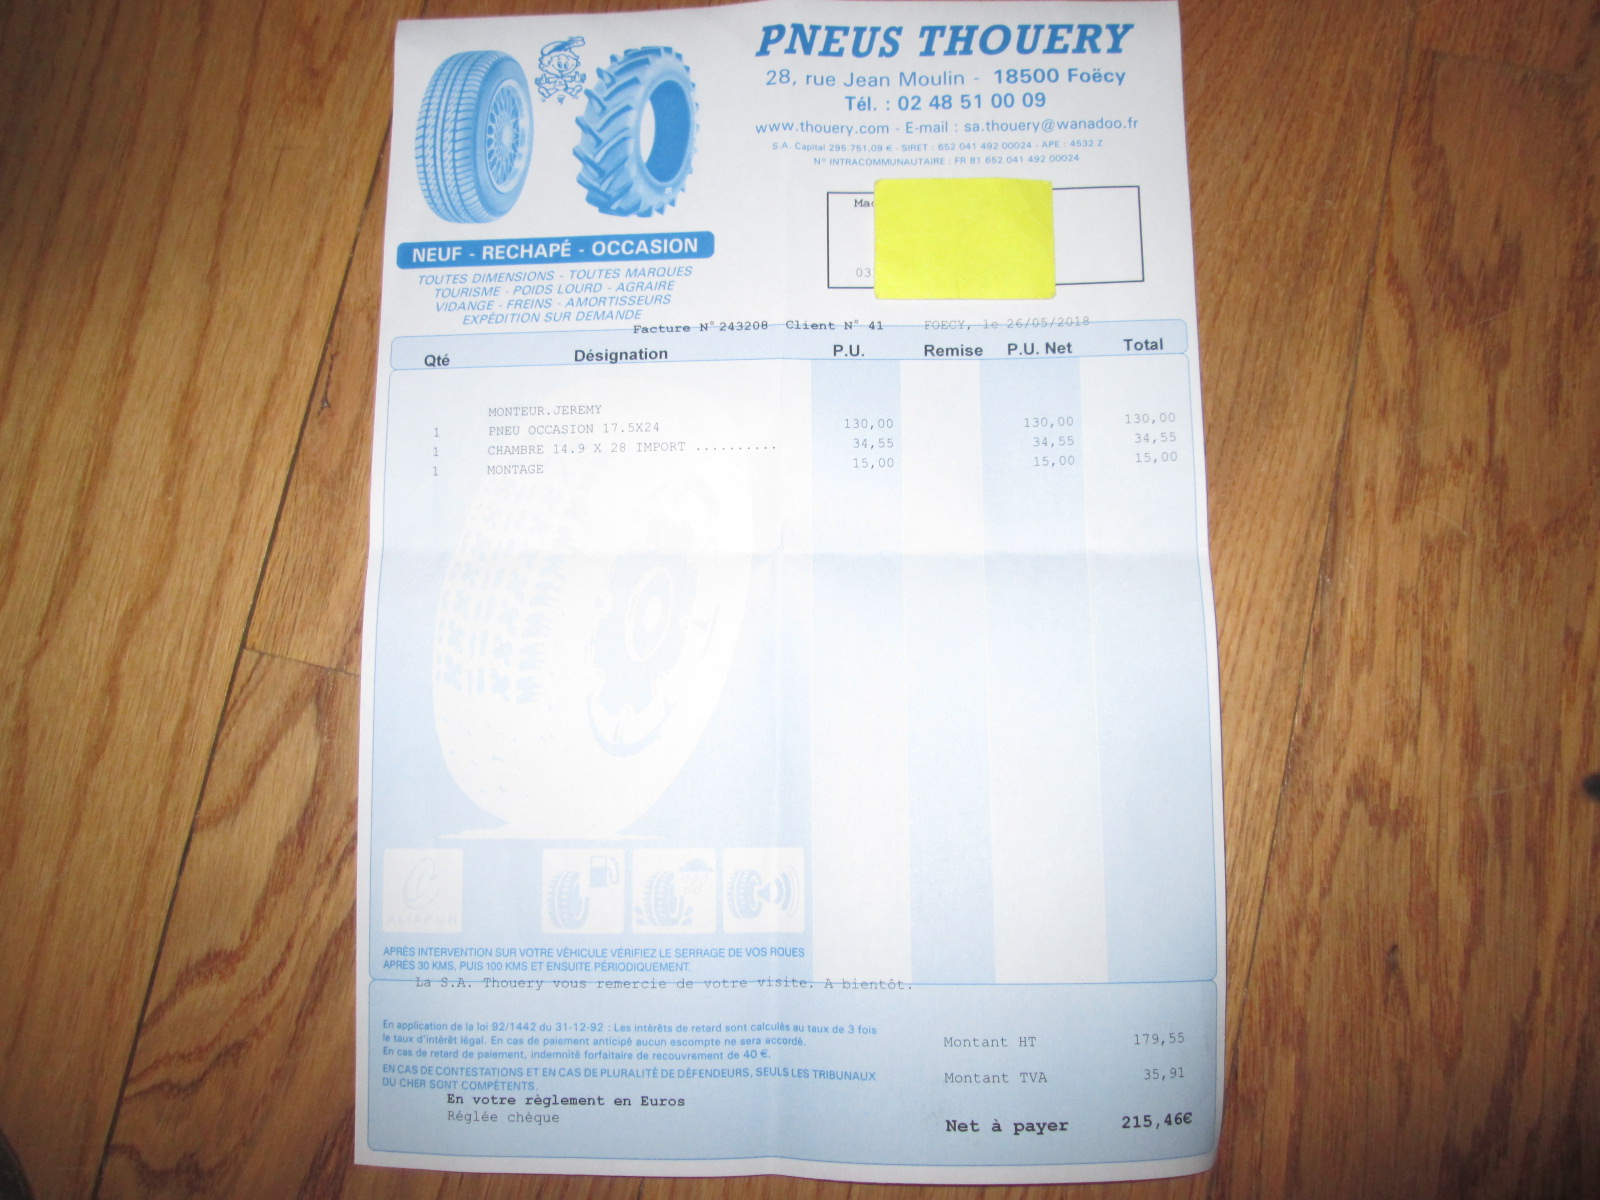 PNEUS THOUERY
28, rue Jean Moulin - 18500 Foëcy
Tél. : 02 48 51 00 09
www.thouery.com - E-mail : sa.thouery@wanadoo.fr
S.A. Capital 295.751,09 € - SIRET : 652 041 492 00024 - APE : 4532 Z
N° INTRACOMMUNAUTAIRE : FR 91 652 041 492 00024
03
NEUF - RECHAPÉ - OCCASION
TOUTES DIMENSIONS - TOUTES MARQUES
TOURISME - POIDS LOURD - AGRAIRE
VIDANGE - FREINS - AMORTISSEURS
EXPÉDITION SUR DEMANDE
Facture N° 243208 Client N° 41 FOECY, le 26/05/2018
Qté Désignation P.U. Remise P.U. Net Total
MONTEUR.JEREMY
1 PNEU OCCASION 17.5X24 130,00 130,00 130,00
1 CHAMBRE 14.9 X 28 IMPORT .......... 34,55 34,55 34,55
1 MONTAGE 15,00 15,00 15,00
ALIAPUR
APRÈS INTERVENTION SUR VOTRE VÉHICULE VÉRIFIEZ LE SERRAGE DE VOS ROUES
APRÈS 30 KMS, PUIS 100 KMS ET ENSUITE PÉRIODIQUEMENT.
La S.A. Thouery vous remercie de votre visite. A bientôt.
En application de la loi 92/1442 du 31-12-92 : Les intérêts de retard sont calculés au taux de 3 fois
le taux d'intérêt légal. En cas de paiement anticipé aucun escompte ne sera accordé.
En cas de retard de paiement, indemnité forfaitaire de recouvrement de 40 €.
EN CAS DE CONTESTATIONS ET EN CAS DE PLURALITÉ DE DÉFENDEURS, SEULS LES TRIBUNAUX
DU CHER SONT COMPÉTENTS.
En votre règlement en Euros
Réglée chèque
Montant HT 179,55
Montant TVA 35,91
Net à payer 215,46€